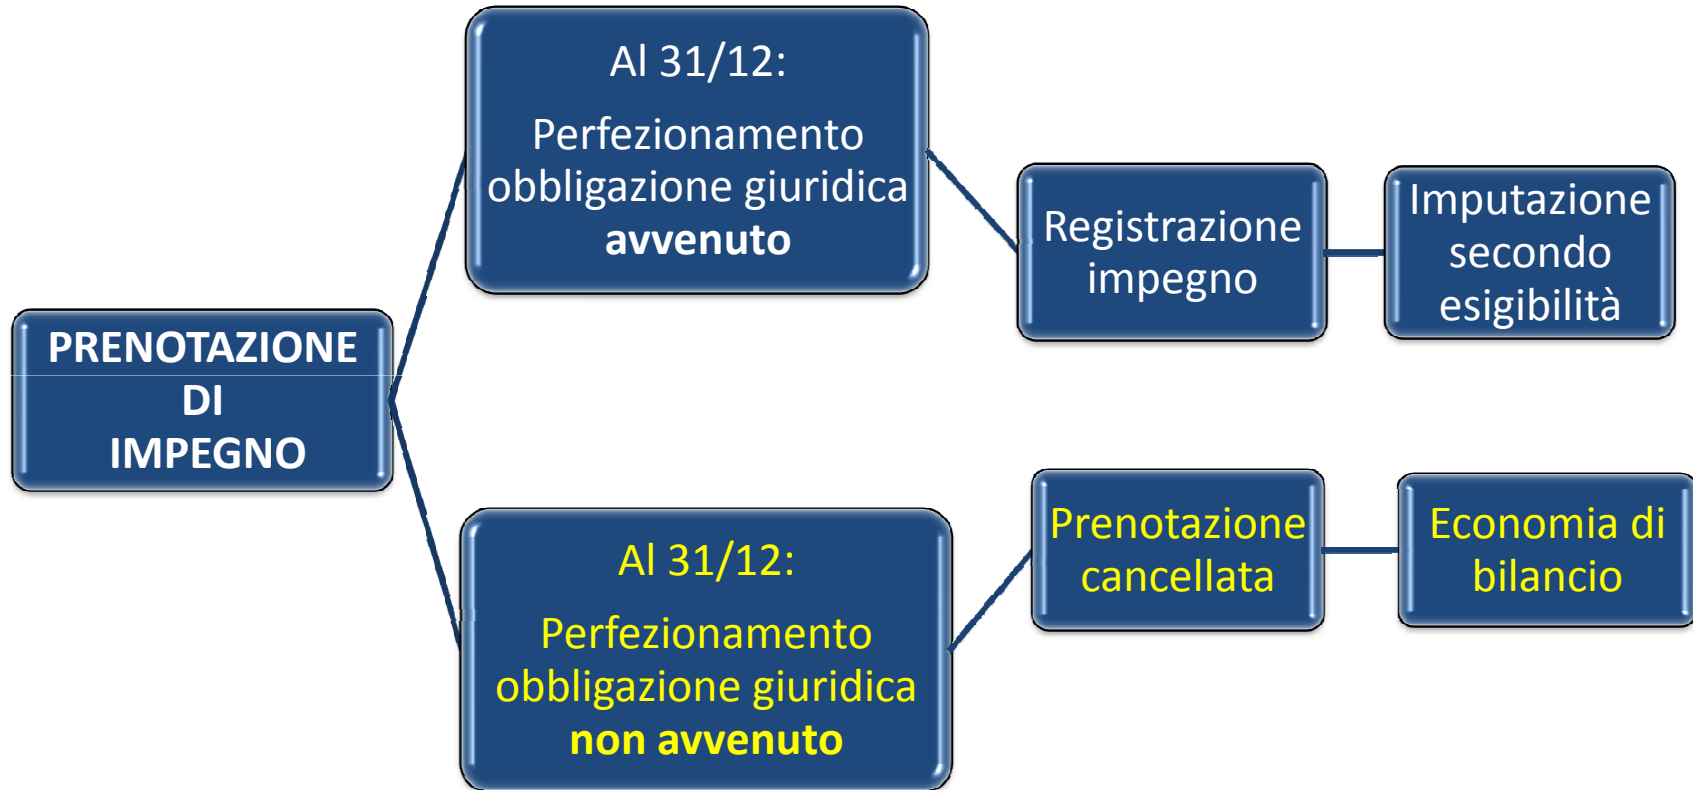 PRENOTAZIONE
DI
IMPEGNO
Al 31/12:
Perfezionamento
obbligazione giuridica
avvenuto
Registrazione
impegno
Imputazione
secondo
esigibilità
Al 31/12:
Perfezionamento
obbligazione giuridica
non avvenuto
Prenotazione
cancellata
Economia di
bilancio